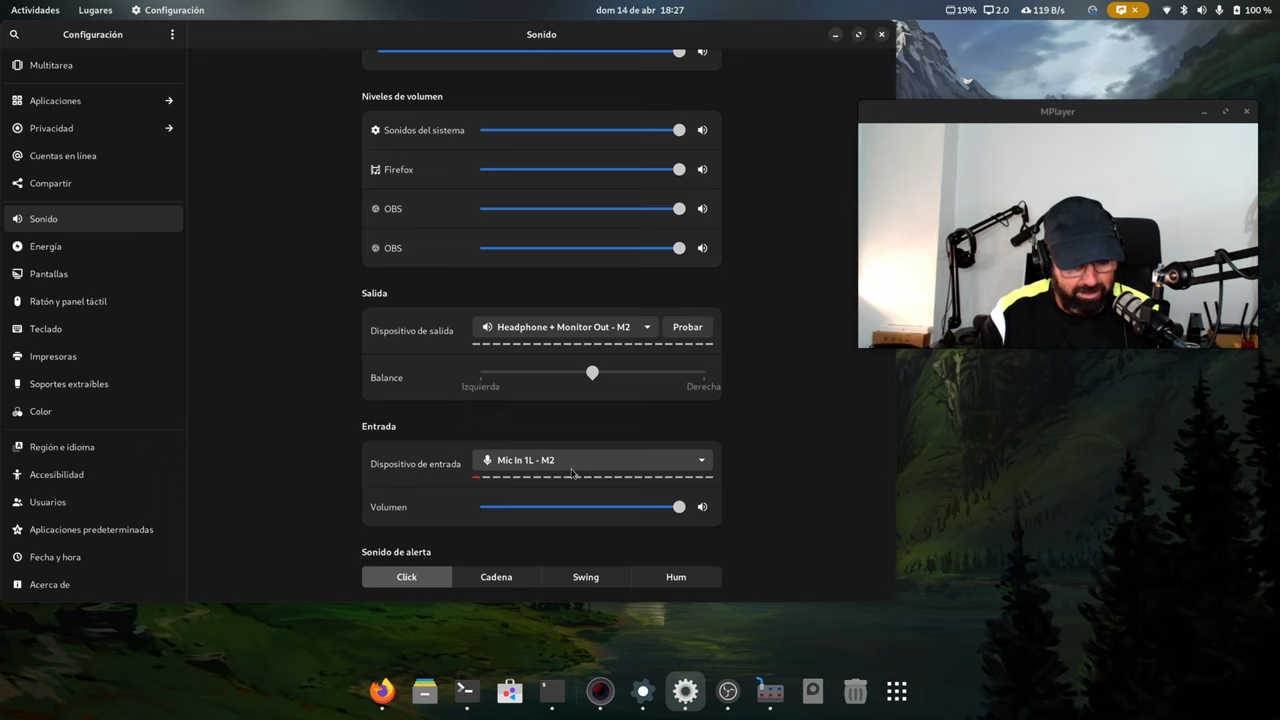 Actividades Lugares Configuración dom 14 de abr 18:27 19% 2.0 119 B/s 100 %
Configuración Sonido
Multitarea
Aplicaciones
Privacidad
Cuentas en línea
Compartir
Sonido
Energía
Pantallas
Ratón y panel táctil
Teclado
Impresoras
Soportes extraíbles
Color
Región e idioma
Accesibilidad
Usuarios
Aplicaciones predeterminadas
Fecha y hora
Acerca de
Niveles de volumen
Sonidos del sistema
Firefox
OBS
OBS
Salida
Dispositivo de salida Headphone + Monitor Out - M2 Probar
Balance
Izquierda Derecha
Entrada
Dispositivo de entrada Mic In 1L - M2
Volumen
Sonido de alerta
Click Cadena Swing Hum
MPlayer